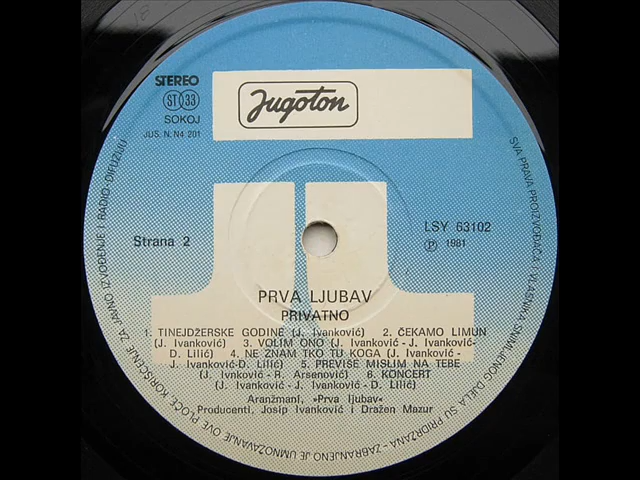 STEREO
ST 33
SOKOJ
JUS. N. N4 201
Jugoton
Strana 2
LSY 63102
℗ 1981
PRVA LJUBAV
PRIVATNO
1. TINEJDŽERSKE GODINE (J. Ivanković) 2. ČEKAMO LIMUN
(J. Ivanković) 3. VOLIM ONO (J. Ivanković - J. Ivanković-
D. Lilić) 4. NE ZNAM TKO TU KOGA (J. Ivanković -
J. Ivanković-D. Lilić) 5. PREVIŠE MISLIM NA TEBE
(J. Ivnković - R. Arsenović) 6. KONCERT
(J. Ivanković - J. Ivanković - D. Lilić)
Aranžmani, »Prva ljubav«
Producenti, Josip Ivanković i Dražen Mazur
SVA PRAVA PROIZVOĐAČA I VLASNIKA SNIMLJENOG DJELA SU PRIDRŽANA - ZABRANJENO JE UMNOŽAVANJE OVE PLOČE, KORIŠĆENJE ZA JAVNO IZVOĐENJE I RADIO-DIFUZIJU